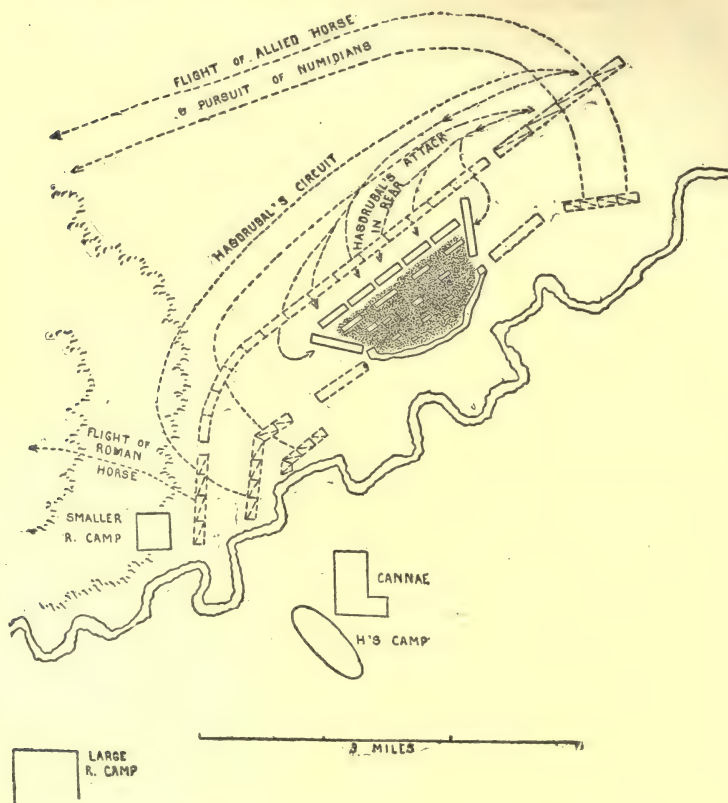 FLIGHT OF ALLIED HORSE
& PURSUIT OF NUMIDIANS
HASDRUBAL'S CIRCUIT
HASDRUBAL'S ATTACK
IN REAR
FLIGHT OF
ROMAN
HORSE
SMALLER
R. CAMP
CANNAE
H'S CAMP
3 MILES
LARGE
R. CAMP